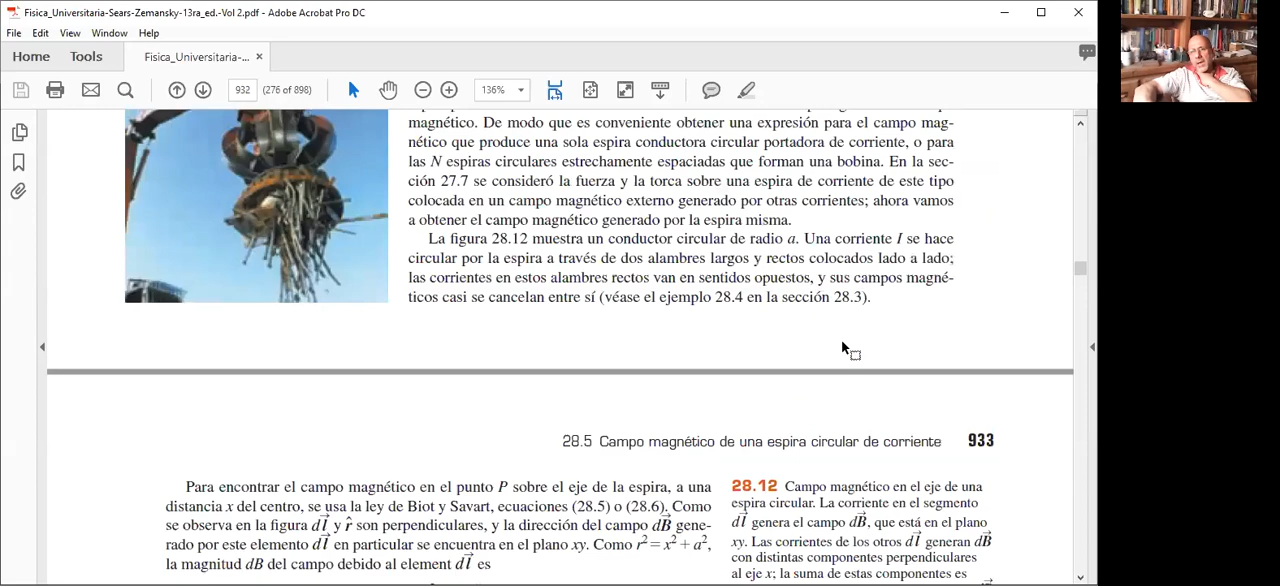 Fisica_Universitaria-Sears-Zemansky-13ra_ed.-Vol 2.pdf - Adobe Acrobat Pro DC
File Edit View Window Help
Home Tools Fisica_Universitaria-... ×
932 (276 of 898) 136%
magnético. De modo que es conveniente obtener una expresión para el campo mag-
nético que produce una sola espira conductora circular portadora de corriente, o para
las N espiras circulares estrechamente espaciadas que forman una bobina. En la sec-
ción 27.7 se consideró la fuerza y la torca sobre una espira de corriente de este tipo
colocada en un campo magnético externo generado por otras corrientes; ahora vamos
a obtener el campo magnético generado por la espira misma.
La figura 28.12 muestra un conductor circular de radio a. Una corriente I se hace
circular por la espira a través de dos alambres largos y rectos colocados lado a lado;
las corrientes en estos alambres rectos van en sentidos opuestos, y sus campos magné-
ticos casi se cancelan entre sí (véase el ejemplo 28.4 en la sección 28.3).
28.5 Campo magnético de una espira circular de corriente 933
Para encontrar el campo magnético en el punto P sobre el eje de la espira, a una
distancia x del centro, se usa la ley de Biot y Savart, ecuaciones (28.5) o (28.6). Como
se observa en la figura dl⃗ y r̂ son perpendiculares, y la dirección del campo dB⃗ gene-
rado por este elemento dl⃗ en particular se encuentra en el plano xy. Como r² = x² + a²,
la magnitud dB del campo debido al element dl⃗ es
28.12 Campo magnético en el eje de una
espira circular. La corriente en el segmento
dl⃗ genera el campo dB⃗, que está en el plano
xy. Las corrientes de los otros dl⃗ generan dB⃗
con distintas componentes perpendiculares
al eje x; la suma de estas componentes es